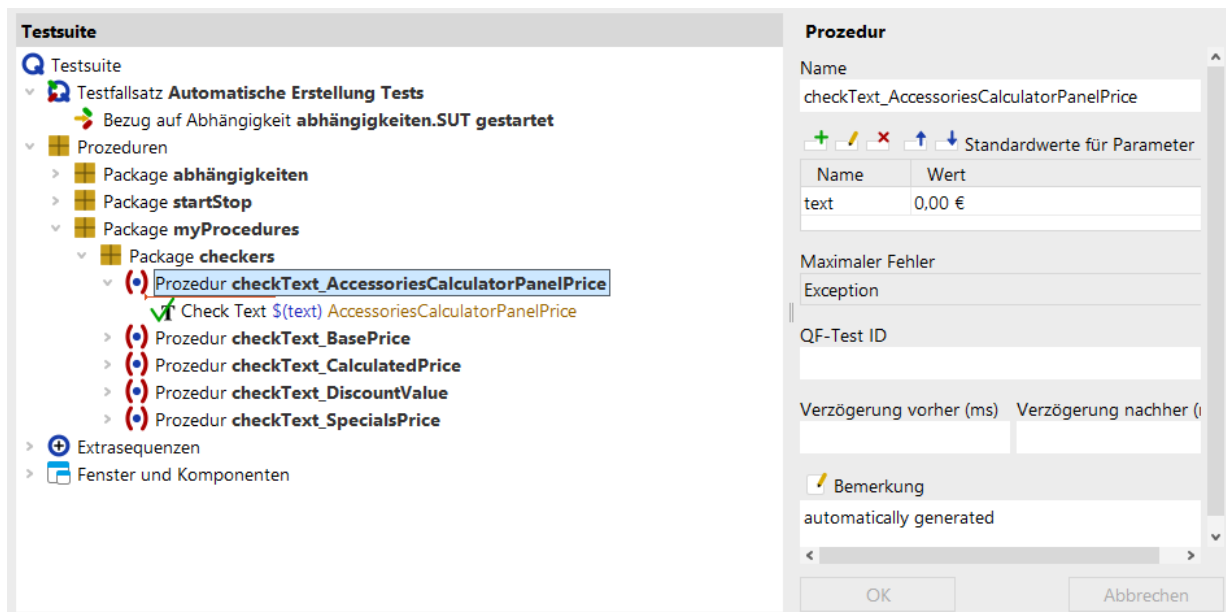 Testsuite
Testsuite
Testfallsatz Automatische Erstellung Tests
Bezug auf Abhängigkeit abhängigkeiten.SUT gestartet
Prozeduren
Package abhängigkeiten
Package startStop
Package myProcedures
Package checkers
Prozedur checkText_AccessoriesCalculatorPanelPrice
Check Text $(text) AccessoriesCalculatorPanelPrice
Prozedur checkText_BasePrice
Prozedur checkText_CalculatedPrice
Prozedur checkText_DiscountValue
Prozedur checkText_SpecialsPrice
Extrasequenzen
Fenster und Komponenten
Prozedur
Name
checkText_AccessoriesCalculatorPanelPrice
Standardwerte für Parameter
Name Wert
text 0,00 €
Maximaler Fehler
Exception
QF-Test ID
Verzögerung vorher (ms) Verzögerung nachher (
Bemerkung
automatically generated
OK Abbrechen